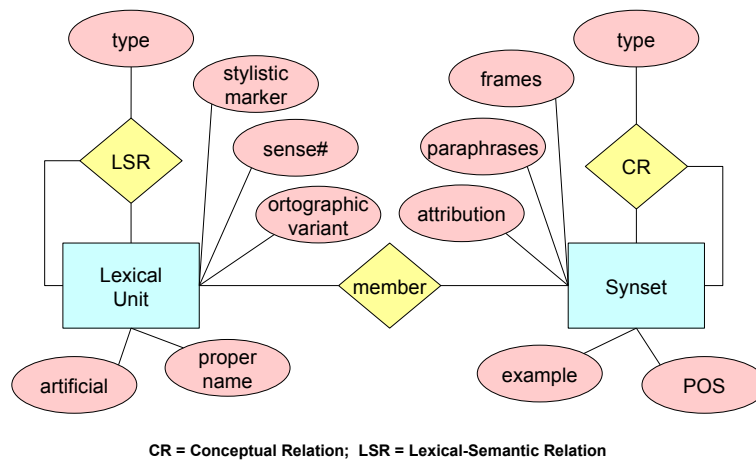 type
type
stylistic
marker
frames
sense#
paraphrases
LSR
CR
ortographic
variant
attribution
Lexical
Unit
member
Synset
proper
name
artificial
example
POS
CR = Conceptual Relation; LSR = Lexical-Semantic Relation